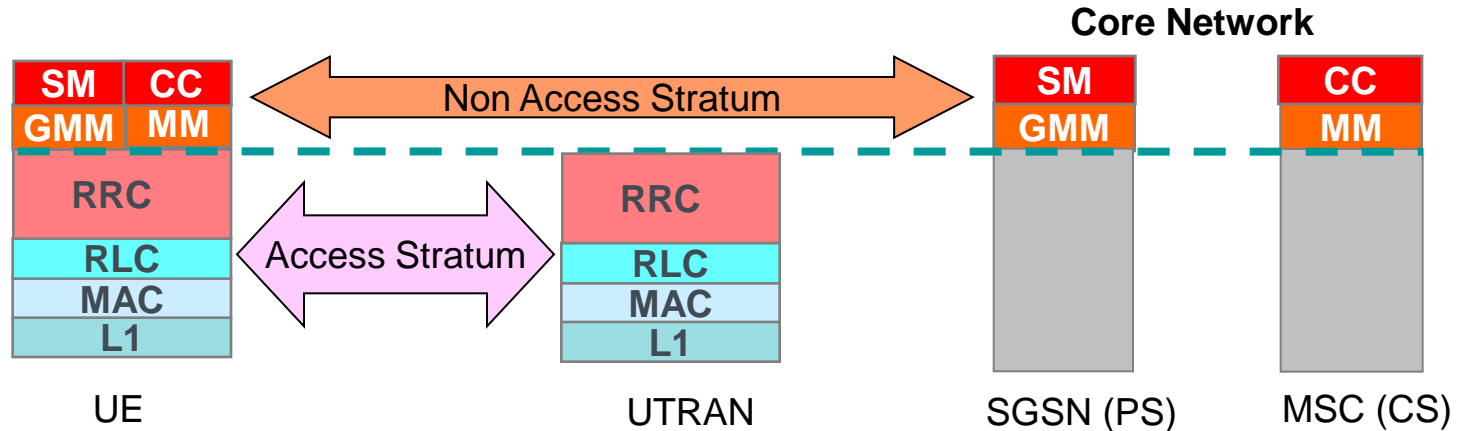 Core Network
SM CC
GMM MM
Non Access Stratum
SM
GMM
CC
MM
RRC
RLC
MAC
L1
Access Stratum
RRC
RLC
MAC
L1
UE
UTRAN
SGSN (PS)
MSC (CS)